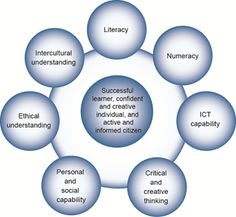 Literacy
Numeracy
ICT
capability
Critical and
creative
thinking
Personal
and social
capability
Ethical
understanding
Intercultural
understanding
Successful
learner, confident
and creative
individual, and
active and
informed citizen